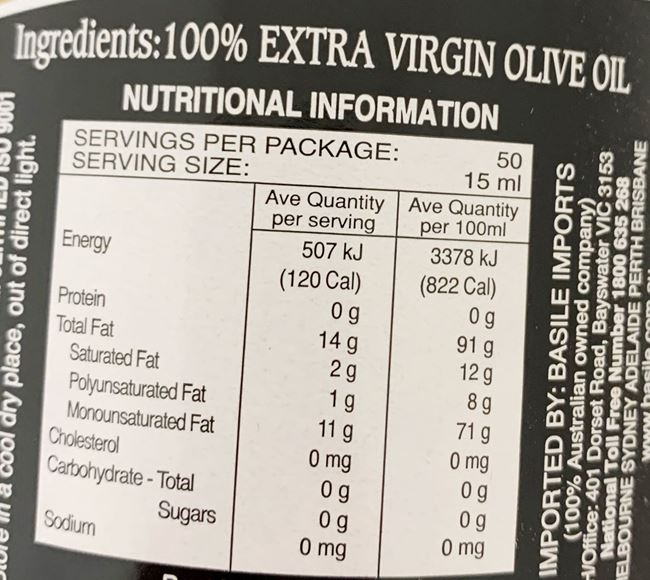 Ingredients:100% EXTRA VIRGIN OLIVE OIL
NUTRITIONAL INFORMATION
SERVINGS PER PACKAGE: 50
SERVING SIZE: 15 ml
Ave Quantity per serving Ave Quantity per 100ml
Energy 507 kJ 3378 kJ
(120 Cal) (822 Cal)
Protein 0 g 0 g
Total Fat 14 g 91 g
Saturated Fat 2 g 12 g
Polyunsaturated Fat 1 g 8 g
Monounsaturated Fat 11 g 71 g
Cholesterol 0 mg 0 mg
Carbohydrate - Total 0 g 0 g
Sugars 0 g 0 g
Sodium 0 mg 0 mg
ISO 9001
in a cool dry place, out of direct light.
IMPORTED BY: BASILE IMPORTS
(100% Australian owned company)
Office: 401 Dorset Road, Bayswater VIC 3153
National Toll Free Number 1800 635 268
ELBOURNE SYDNEY ADELAIDE PERTH BRISBANE